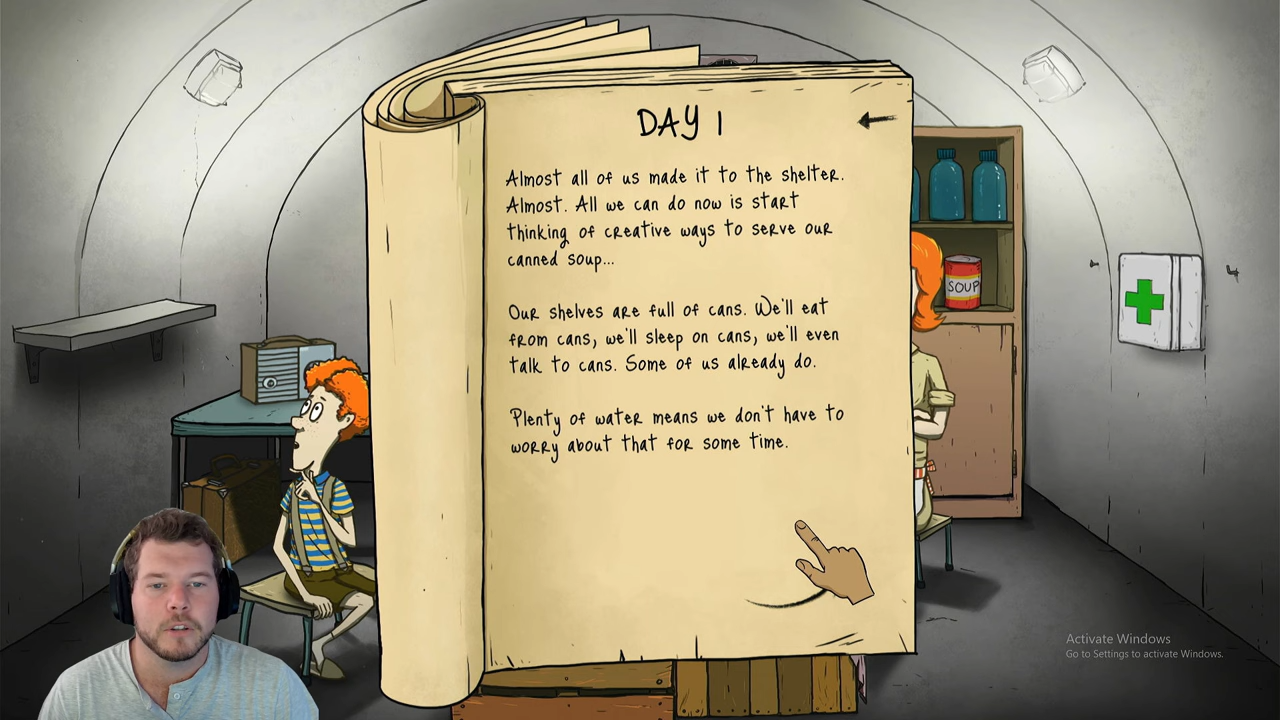 DAY 1
Almost all of us made it to the shelter.
Almost. All we can do now is start
thinking of creative ways to serve our
canned soup...
Our shelves are full of cans. We'll eat
from cans, we'll sleep on cans, we'll even
talk to cans. Some of us already do.
Plenty of water means we don't have to
worry about that for some time.
SOUP
Activate Windows
Go to Settings to activate Windows.